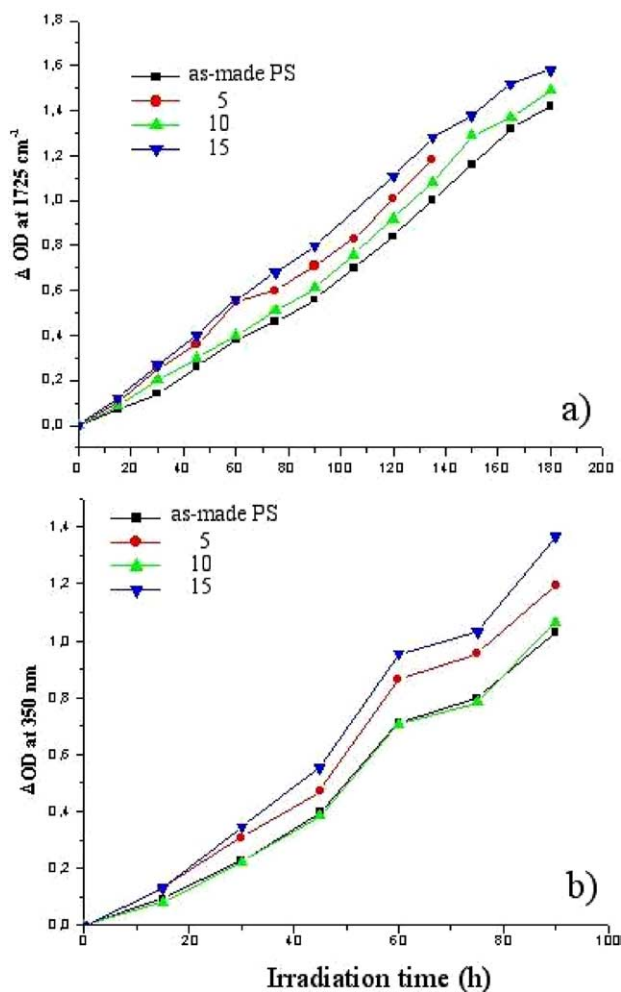 1,8
1,6
1,4
1,2
1,0
0,8
0,6
0,4
0,2
0,0
Δ OD at 1725 cm⁻¹
as-made PS
5
10
15
a)
0 20 40 60 80 100 120 140 160 180 200
1,4
1,2
1,0
0,8
0,6
0,4
0,2
0,0
ΔOD at 350 nm
as-made PS
5
10
15
b)
0 20 40 60 80 100
Irradiation time (h)